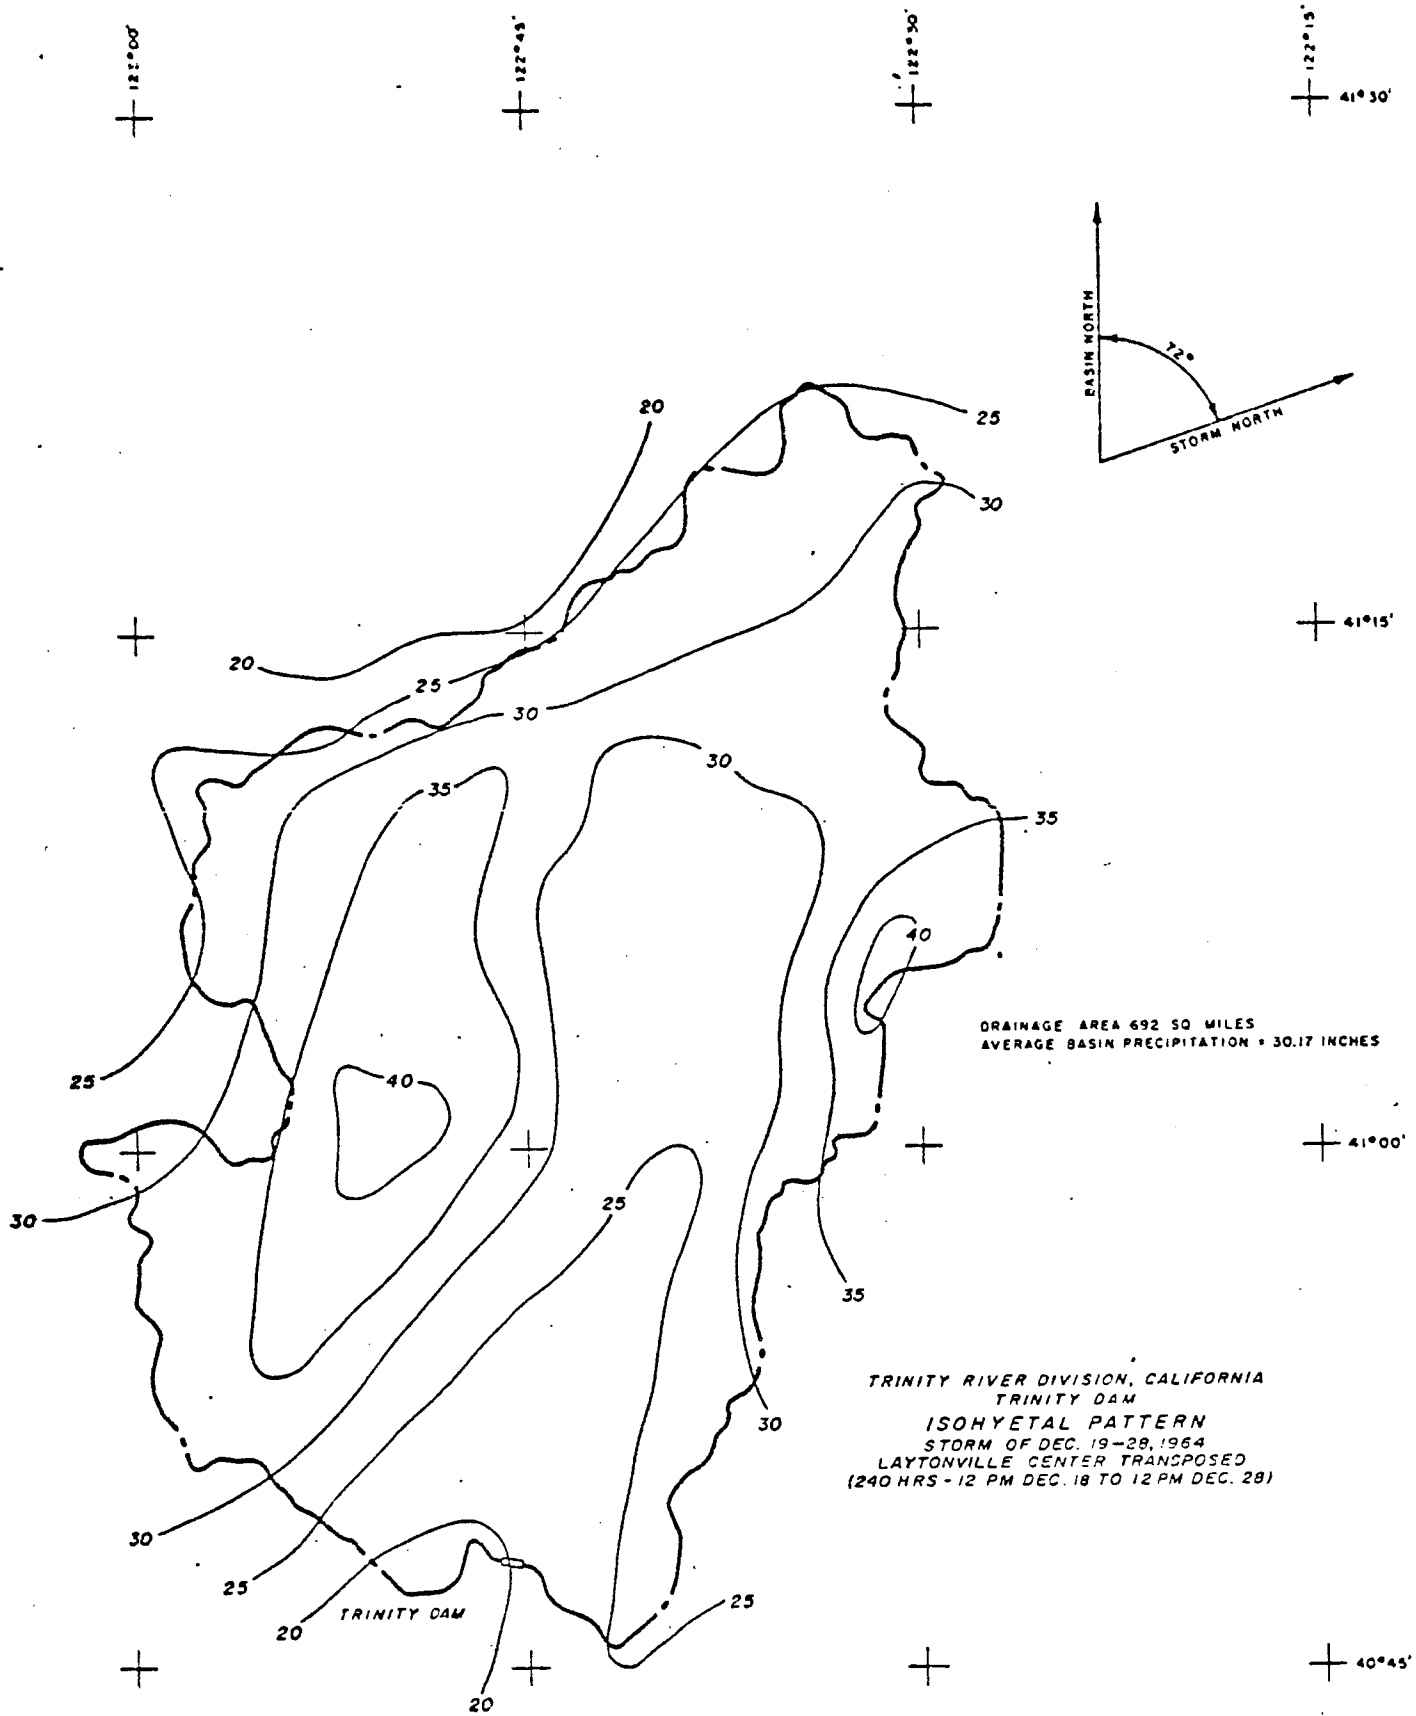 122°00'
122°45'
122°30'
122°15'
41°30'
BASIN NORTH
72°
STORM NORTH
20
25
30
41°15'
20
25
30
30
35
35
40
DRAINAGE AREA 692 SQ MILES
AVERAGE BASIN PRECIPITATION = 30.17 INCHES
25
40
41°00'
25
30
35
TRINITY RIVER DIVISION, CALIFORNIA
TRINITY DAM
ISOHYETAL PATTERN
STORM OF DEC. 19-28, 1964
LAYTONVILLE CENTER TRANSPOSED
(240 HRS - 12 PM DEC. 18 TO 12 PM DEC. 28)
30
30
25
25
TRINITY DAM
20
40°45'
20